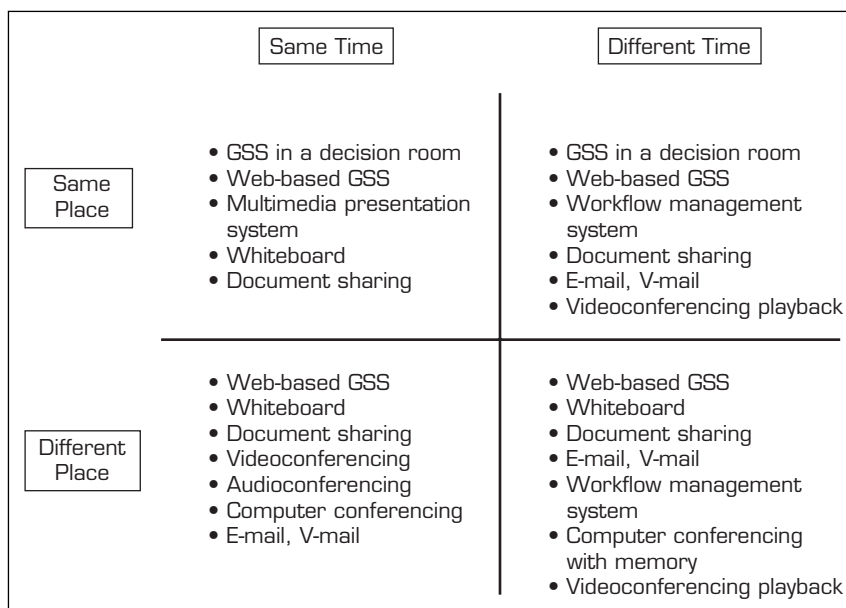 Same Time
Different Time
Same
Place
• GSS in a decision room
• Web-based GSS
• Multimedia presentation
system
• Whiteboard
• Document sharing
• GSS in a decision room
• Web-based GSS
• Workflow management
system
• Document sharing
• E-mail, V-mail
• Videoconferencing playback
Different
Place
• Web-based GSS
• Whiteboard
• Document sharing
• Videoconferencing
• Audioconferencing
• Computer conferencing
• E-mail, V-mail
• Web-based GSS
• Whiteboard
• Document sharing
• E-mail, V-mail
• Workflow management
system
• Computer conferencing
with memory
• Videoconferencing playback